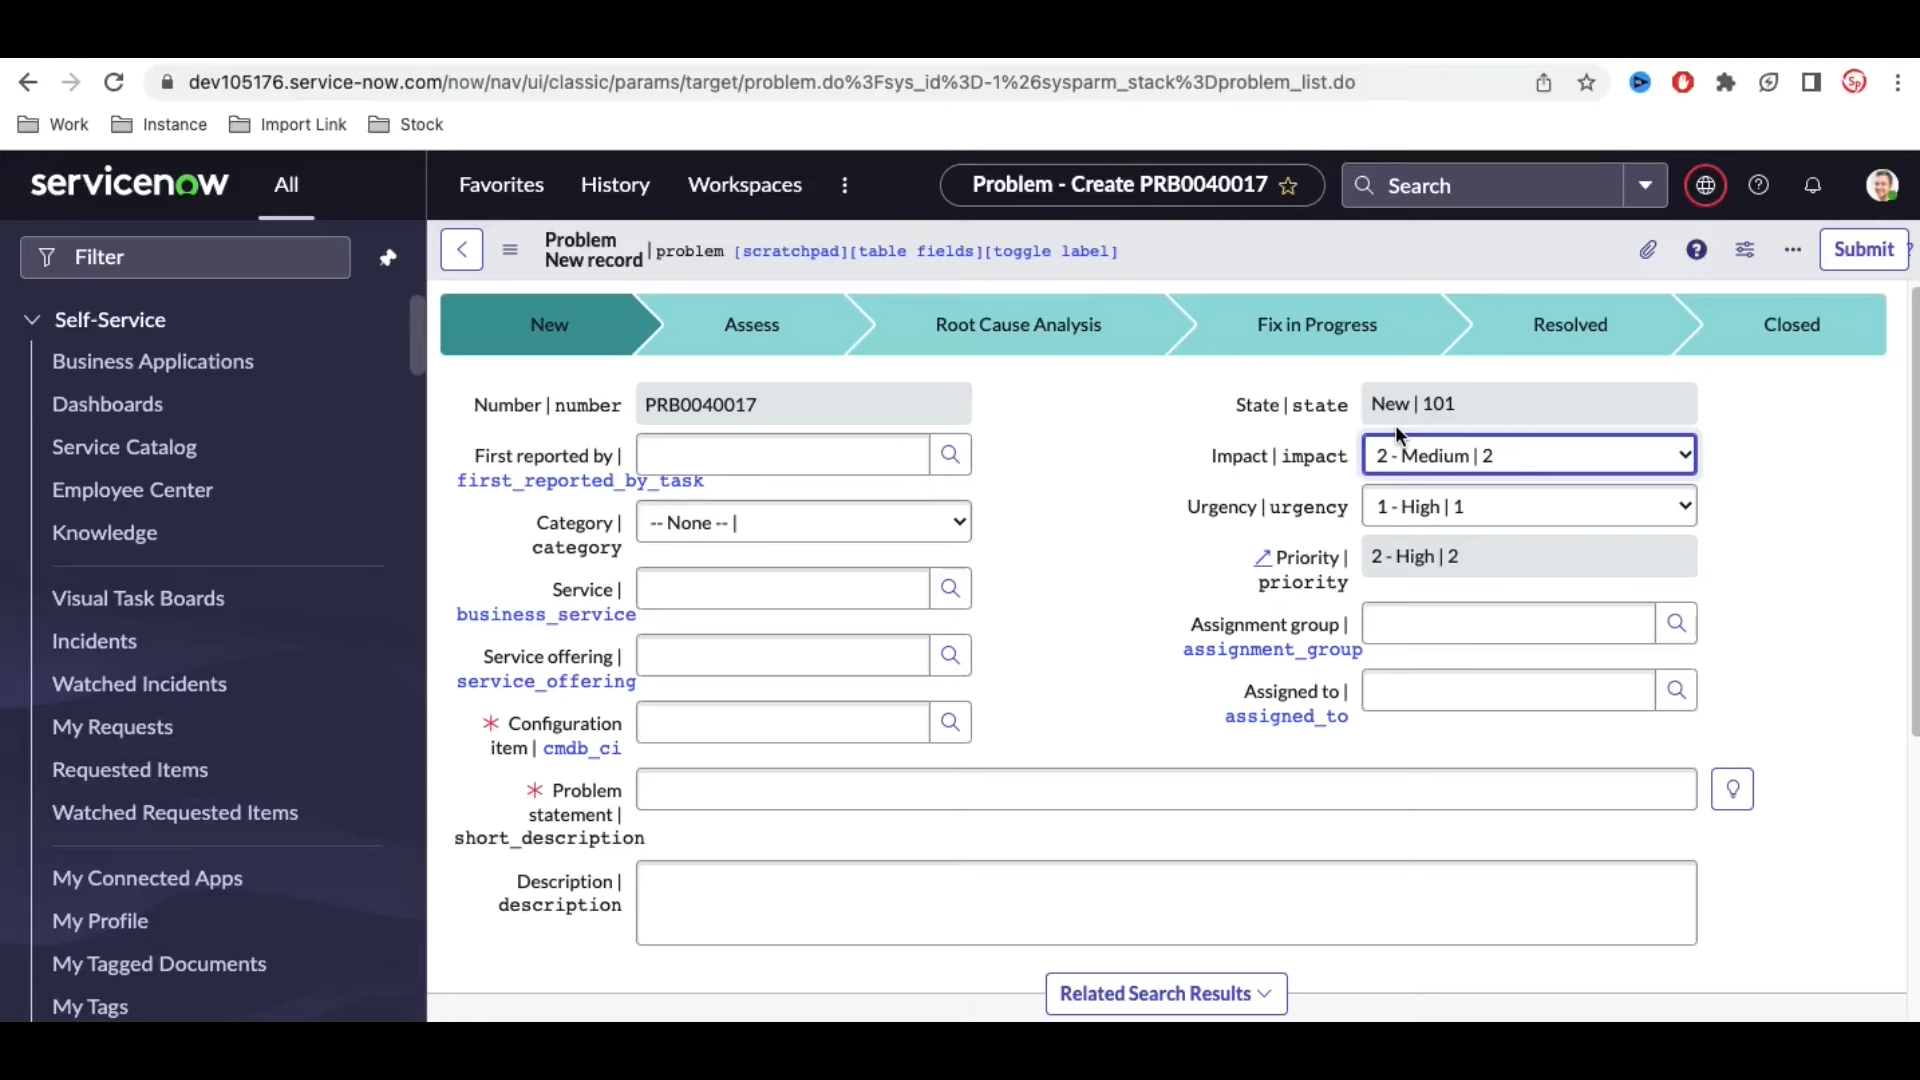 dev105176.service-now.com/now/nav/ui/classic/params/target/problem.do%3Fsys_id%3D-1%26sysparm_stack%3Dproblem_list.do
Sp
Work Instance Import Link Stock
servicenow All Favorites History Workspaces Problem - Create PRB0040017 Search
Filter
Problem
New record | problem [scratchpad][table fields][toggle label]
Submit ?
Self-Service
Business Applications
Dashboards
Service Catalog
Employee Center
Knowledge
Visual Task Boards
Incidents
Watched Incidents
My Requests
Requested Items
Watched Requested Items
My Connected Apps
My Profile
My Tagged Documents
My Tags
New Assess Root Cause Analysis Fix in Progress Resolved Closed
Number | number PRB0040017
First reported by |
first_reported_by_task
Category | -- None -- |
category
Service |
business_service
Service offering |
service_offering
* Configuration
item | cmdb_ci
* Problem
statement |
short_description
Description |
description
State | state New | 101
Impact | impact 2 - Medium | 2
Urgency | urgency 1 - High | 1
Priority | 2 - High | 2
priority
Assignment group |
assignment_group
Assigned to |
assigned_to
Related Search Results